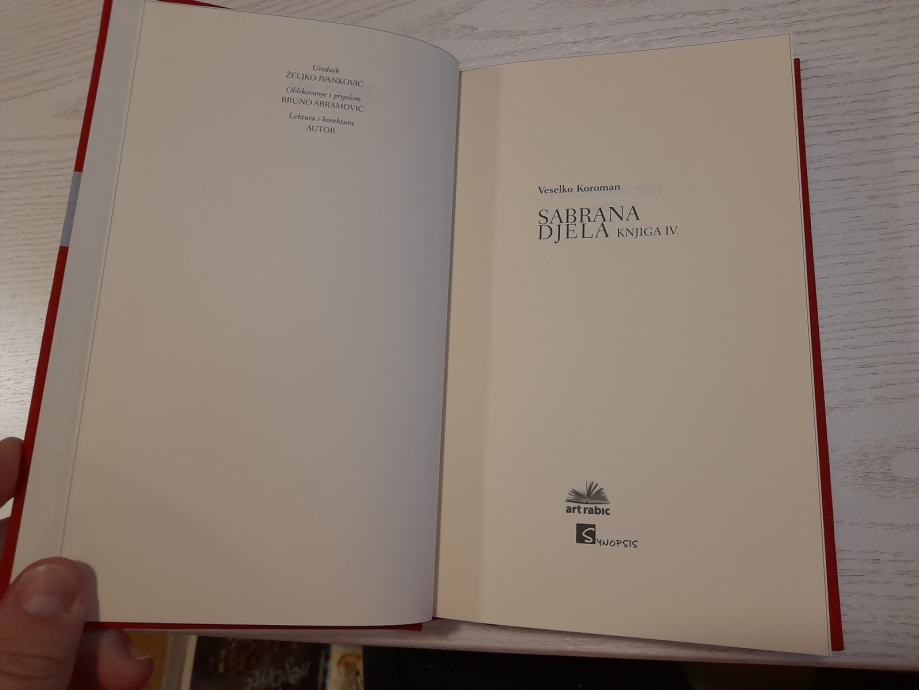 Urednik
ŽELJKO IVANKOVIĆ
Oblikovanje i prijelom
BRUNO ABRAMOVIĆ
Lektura i korektura
AUTOR
Veselko Koroman
SABRANA
DJELA KNJIGA IV.
art rabic
SYNOPSIS